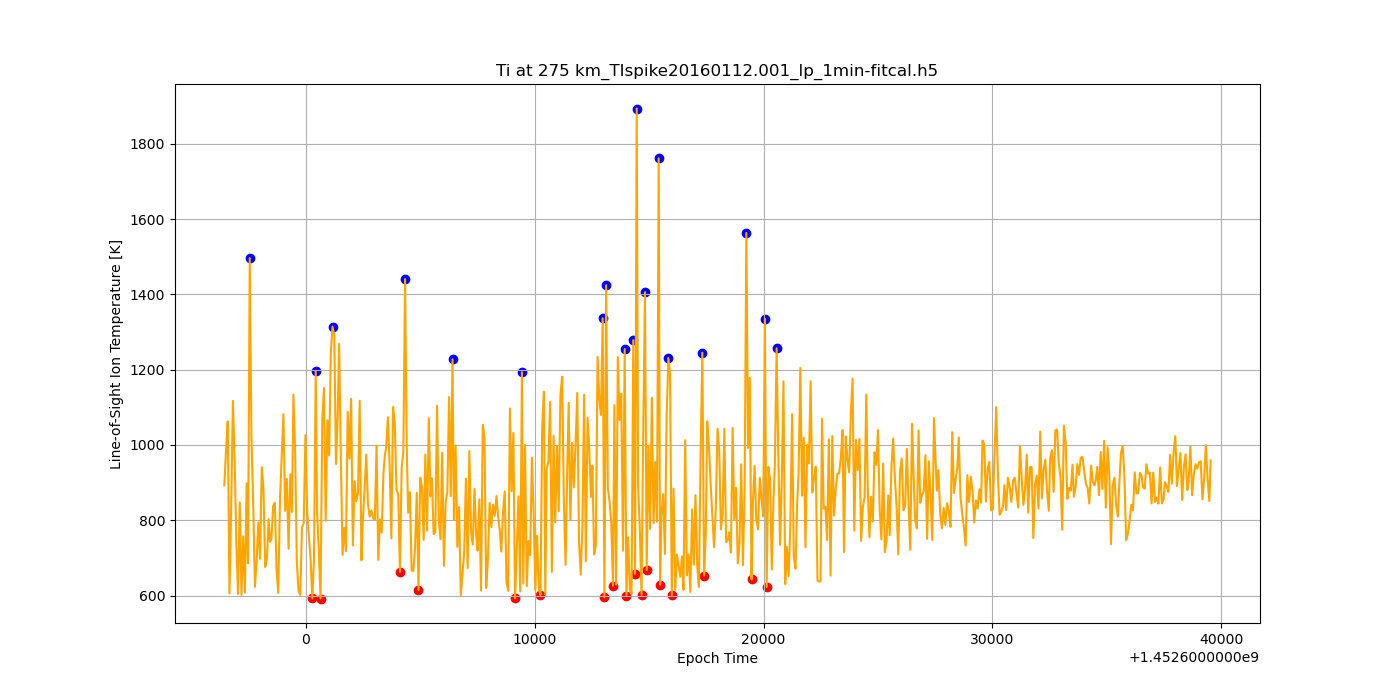 Ti at 275 km_TIspike20160112.001_lp_1min-fitcal.h5
Line-of-Sight Ion Temperature [K]
1800
1600
1400
1200
1000
800
600
0 10000 20000 30000 40000
Epoch Time
+1.4526000000e9